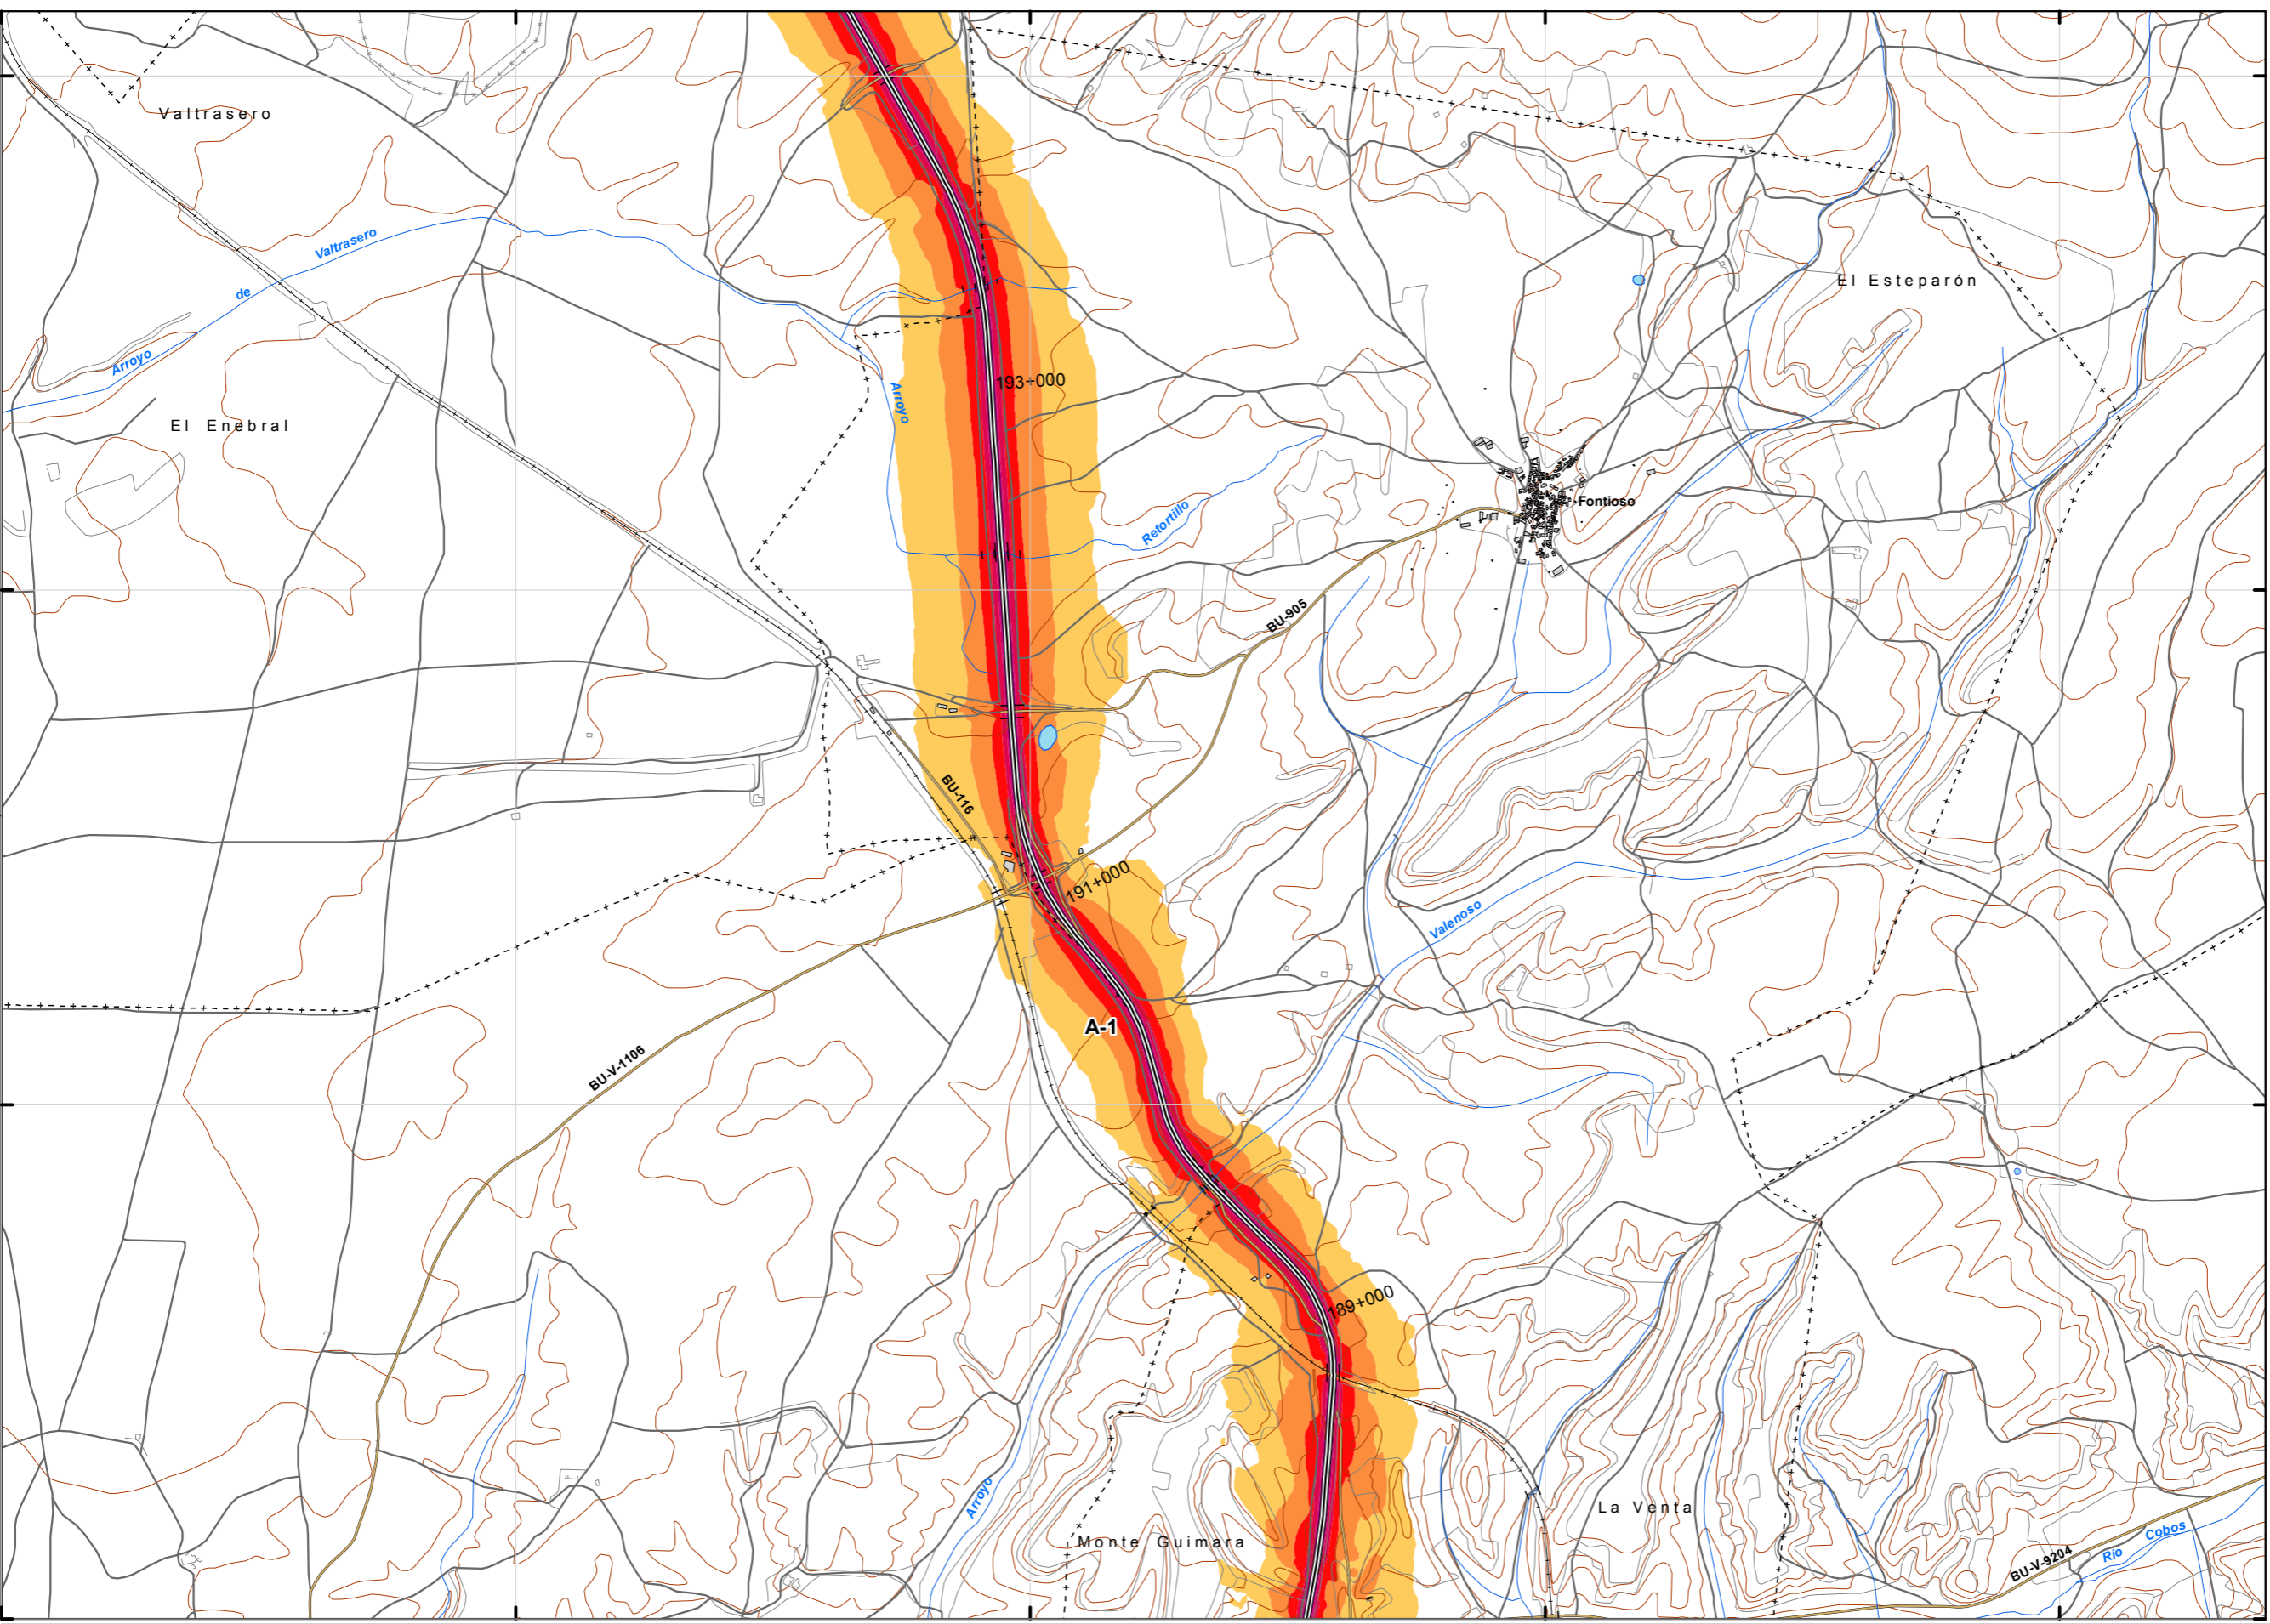 Valtrasero
Valtrasero
de
El Esteparón
Arroyo
193+000
Arroyo
El Enebral
Fontioso
Retortillo
BU-905
BU-116
191+000
Valenoso
A-1
BU-V-1106
189+000
Arroyo
La Venta
Monte Guimara
Río Cobos
BU-V-9204